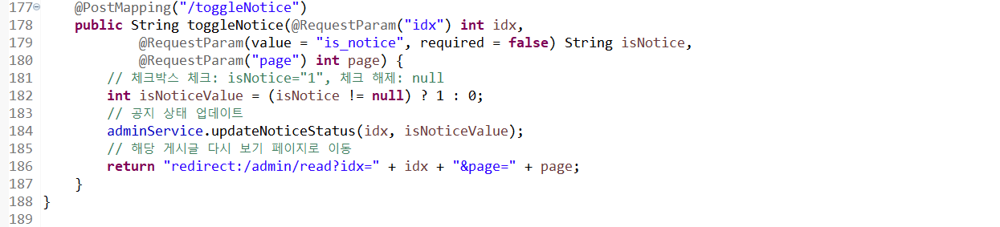 177 @PostMapping("/toggleNotice")
178 public String toggleNotice(@RequestParam("idx") int idx,
179 @RequestParam(value = "is_notice", required = false) String isNotice,
180 @RequestParam("page") int page) {
181 // 체크박스 체크: isNotice="1", 체크 해제: null
182 int isNoticeValue = (isNotice != null) ? 1 : 0;
183 // 공지 상태 업데이트
184 adminService.updateNoticeStatus(idx, isNoticeValue);
185 // 해당 게시글 다시 보기 페이지로 이동
186 return "redirect:/admin/read?idx=" + idx + "&page=" + page;
187 }
188 }
189